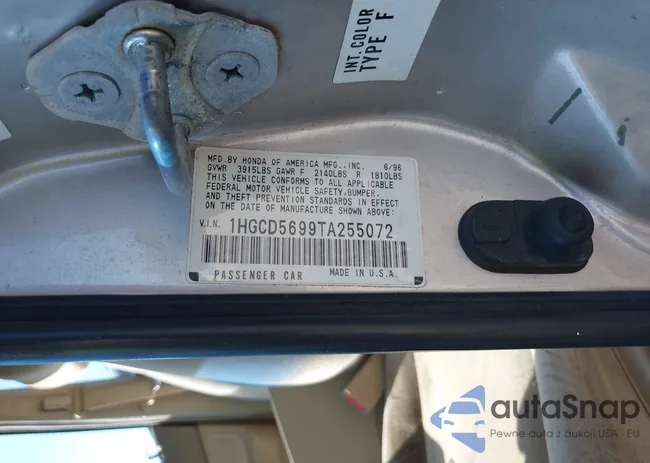 INT. COLOR
TYPE F
MFD. BY HONDA OF AMERICA MFG., INC. 6/96
GVWR 3915LBS GAWR F 2140LBS R 1810LBS
THIS VEHICLE CONFORMS TO ALL APPLICABLE
FEDERAL MOTOR VEHICLE SAFETY, BUMPER,
AND THEFT PREVENTION STANDARDS IN EFFECT
ON THE DATE OF MANUFACTURE SHOWN ABOVE:
V.I.N. 1HGCD5699TA255072
PASSENGER CAR MADE IN U.S.A.
autaSnap
Pewne auta z aukcji USA i EU